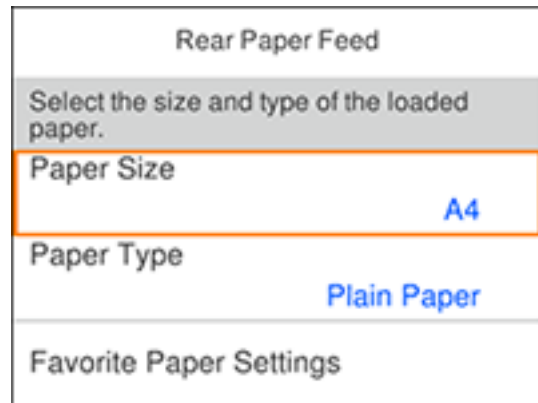 Rear Paper Feed
Select the size and type of the loaded
paper.
Paper Size
A4
Paper Type
Plain Paper
Favorite Paper Settings